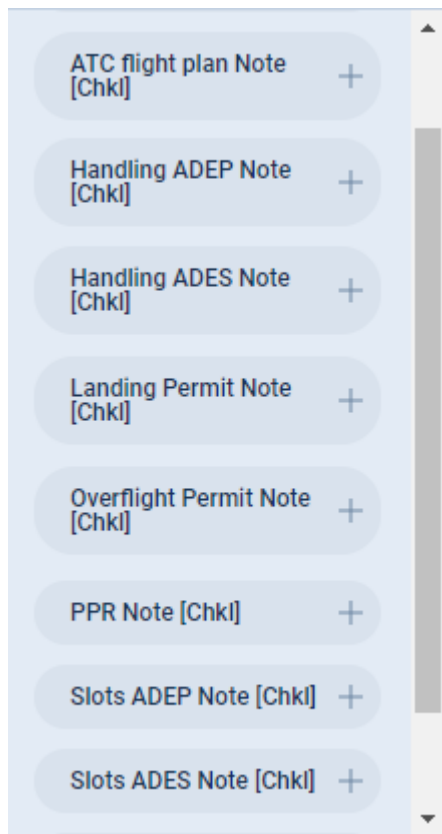 ATC flight plan Note
[Chkl]
Handling ADEP Note
[Chkl]
Handling ADES Note
[Chkl]
Landing Permit Note
[Chkl]
Overflight Permit Note
[Chkl]
PPR Note [Chkl]
Slots ADEP Note [Chkl]
Slots ADES Note [Chkl]